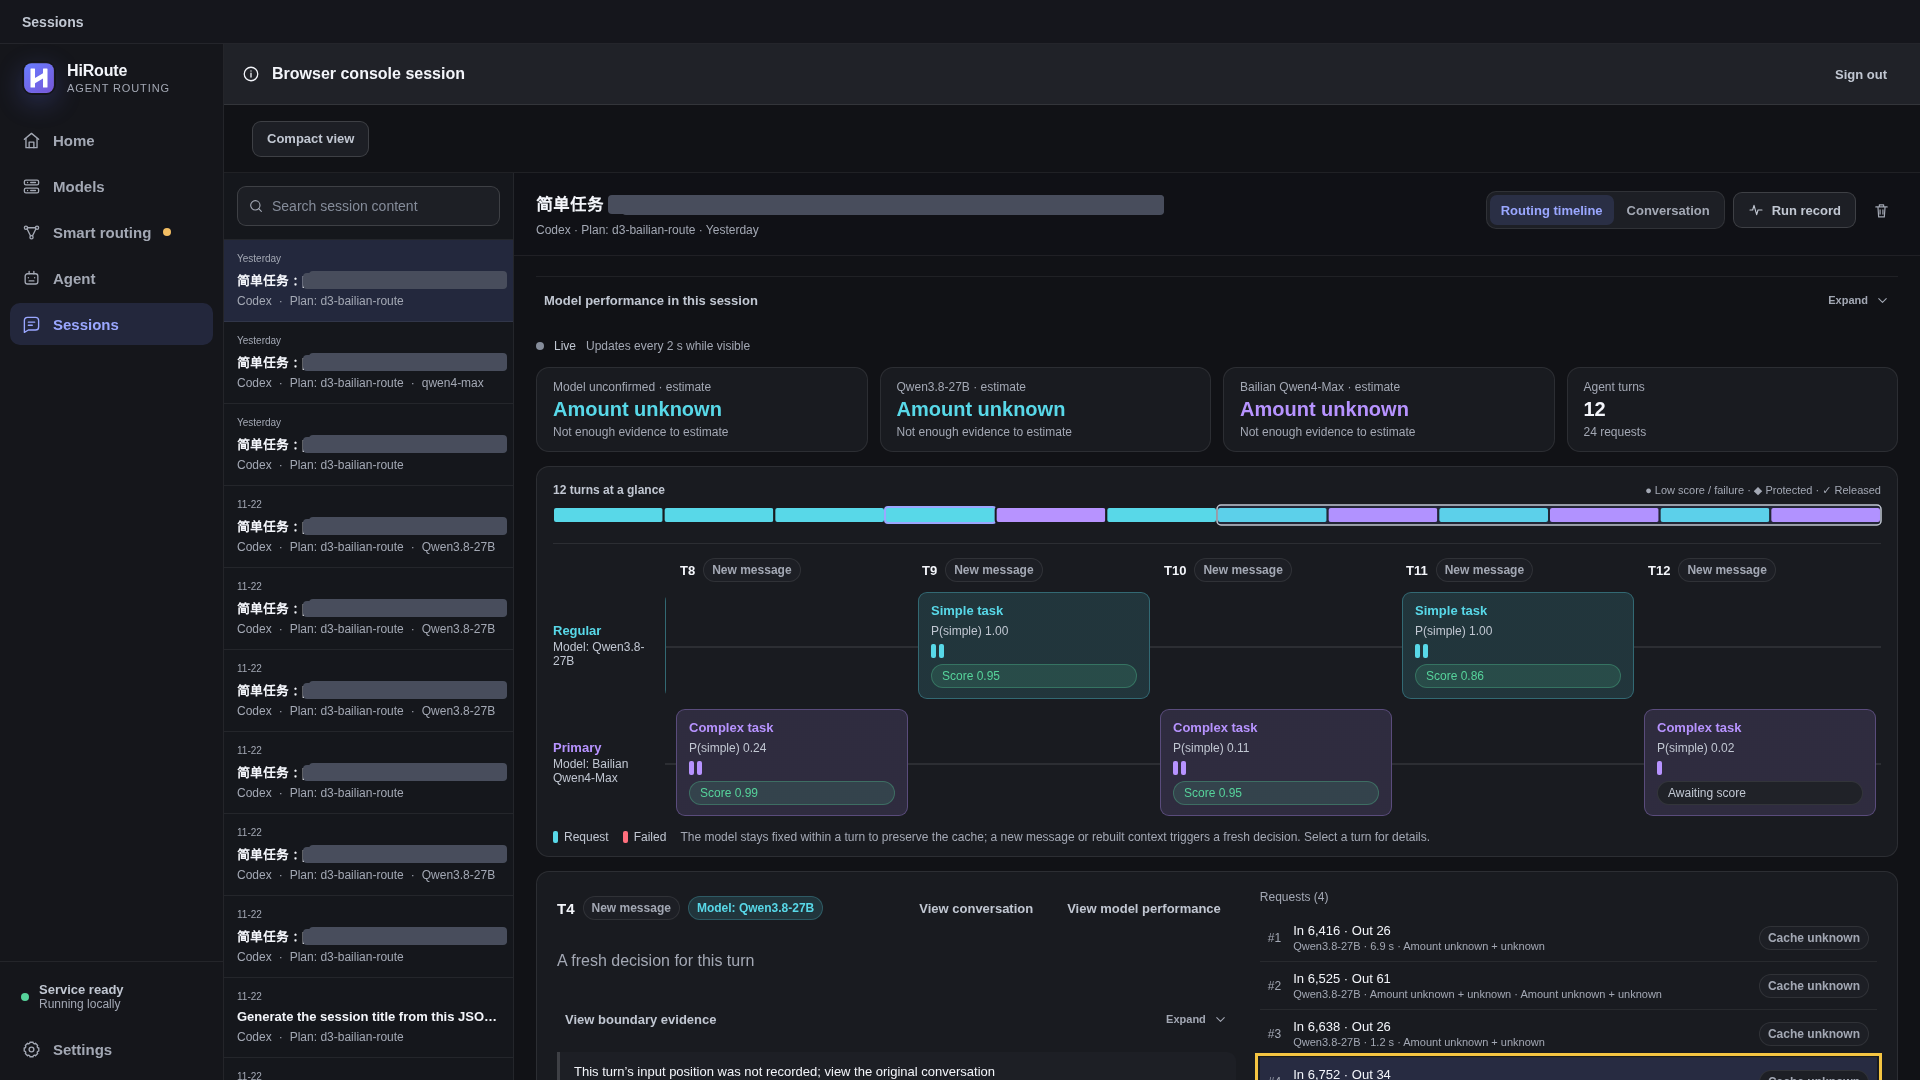 Sessions
HiRoute
AGENT ROUTING
Home
Models
Smart routing
Agent
Sessions
Service ready
Running locally
Settings
Browser console session
Sign out
Compact view
Search session content
Yesterday
简单任务：
Codex · Plan: d3-bailian-route
Yesterday
简单任务：
Codex · Plan: d3-bailian-route · qwen4-max
Yesterday
简单任务：
Codex · Plan: d3-bailian-route
11-22
简单任务：
Codex · Plan: d3-bailian-route · Qwen3.8-27B
11-22
简单任务：
Codex · Plan: d3-bailian-route · Qwen3.8-27B
11-22
简单任务：
Codex · Plan: d3-bailian-route · Qwen3.8-27B
11-22
简单任务：
Codex · Plan: d3-bailian-route
11-22
简单任务：
Codex · Plan: d3-bailian-route · Qwen3.8-27B
11-22
简单任务：
Codex · Plan: d3-bailian-route
11-22
Generate the session title from this JSO…
Codex · Plan: d3-bailian-route
11-22
简单任务
Codex · Plan: d3-bailian-route · Yesterday
Routing timeline
Conversation
Run record
Model performance in this session
Expand
Live Updates every 2 s while visible
Model unconfirmed · estimate
Amount unknown
Not enough evidence to estimate
Qwen3.8-27B · estimate
Amount unknown
Not enough evidence to estimate
Bailian Qwen4-Max · estimate
Amount unknown
Not enough evidence to estimate
Agent turns
12
24 requests
12 turns at a glance
● Low score / failure · ◆ Protected · ✓ Released
T8 New message
T9 New message
T10 New message
T11 New message
T12 New message
Regular
Model: Qwen3.8-
27B
Simple task
P(simple) 1.00
Score 0.95
Simple task
P(simple) 1.00
Score 0.86
Primary
Model: Bailian
Qwen4-Max
Complex task
P(simple) 0.24
Score 0.99
Complex task
P(simple) 0.11
Score 0.95
Complex task
P(simple) 0.02
Awaiting score
Request Failed The model stays fixed within a turn to preserve the cache; a new message or rebuilt context triggers a fresh decision. Select a turn for details.
T4 New message Model: Qwen3.8-27B
View conversation
View model performance
A fresh decision for this turn
View boundary evidence
Expand
This turn's input position was not recorded; view the original conversation
Requests (4)
#1 In 6,416 · Out 26
Qwen3.8-27B · 6.9 s · Amount unknown + unknown
Cache unknown
#2 In 6,525 · Out 61
Qwen3.8-27B · Amount unknown + unknown · Amount unknown + unknown
Cache unknown
#3 In 6,638 · Out 26
Qwen3.8-27B · 1.2 s · Amount unknown + unknown
Cache unknown
#4 In 6,752 · Out 34
Cache unknown